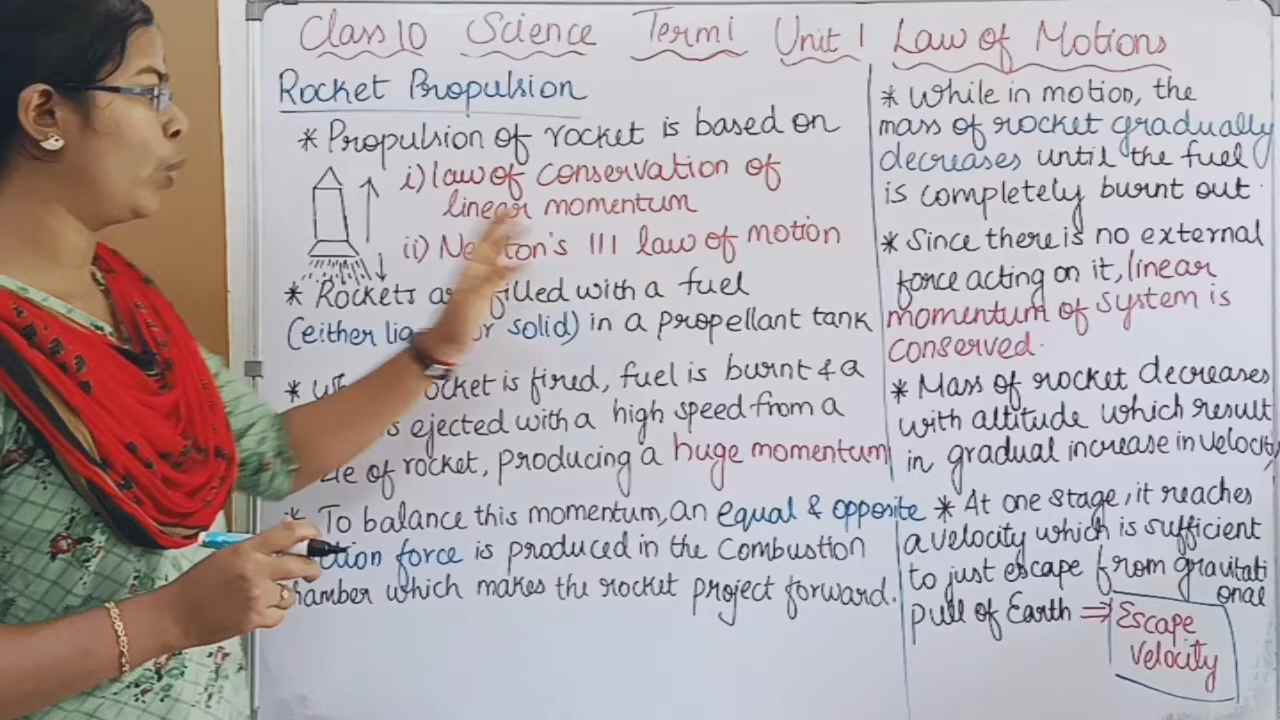 Class 10 Science Term 1 Unit 1 Law of Motions
Rocket Propulsion
* Propulsion of rocket is based on
i) law of conservation of
linear momentum
ii) Newton's III law of motion
* Rockets are filled with a fuel
(either liquid or solid) in a propellant tank
* rocket is fired, fuel is burnt & a
ejected with a high speed from a
of rocket, producing a huge momentum
* To balance this momentum, an equal & opposite
force is produced in the combustion
chamber which makes the rocket project forward.
* While in motion, the
mass of rocket gradually
decreases until the fuel
is completely burnt out.
* Since there is no external
force acting on it, linear
momentum of system is
conserved.
* Mass of rocket decreases
with altitude which result
in gradual increase in velocity
* At one stage, it reaches
a velocity which is sufficient
to just escape from gravitati
onal
pull of Earth ⇒ Escape
Velocity